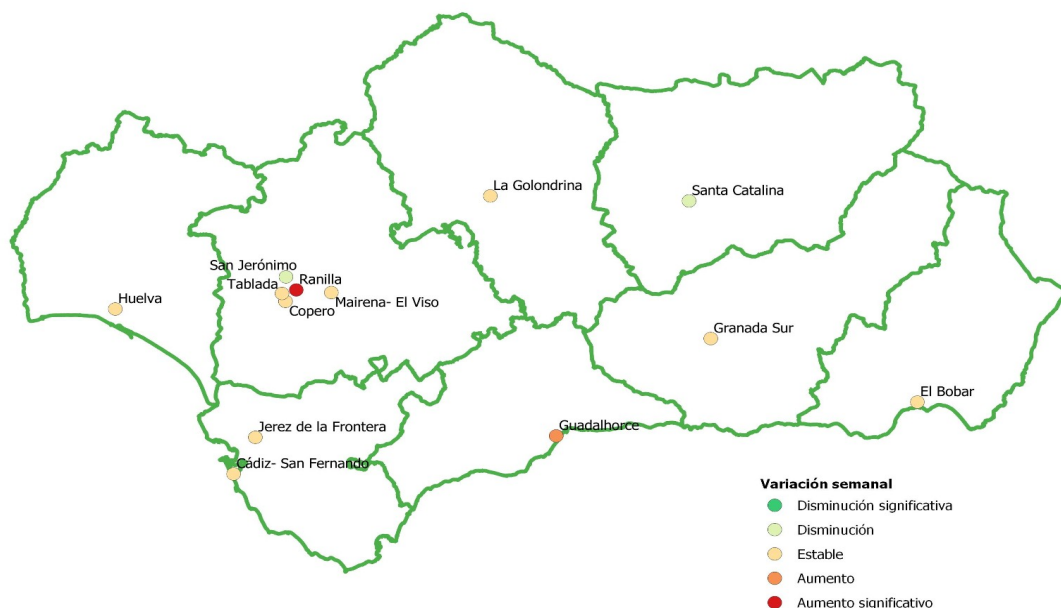 La Golondrina
Santa Catalina
San Jerónimo
Ranilla
Tablada
Huelva
Mairena- El Viso
Copero
Granada Sur
El Bobar
Jerez de la Frontera
Guadalhorce
Cádiz- San Fernando
Variación semanal
Disminución significativa
Disminución
Estable
Aumento
Aumento significativo